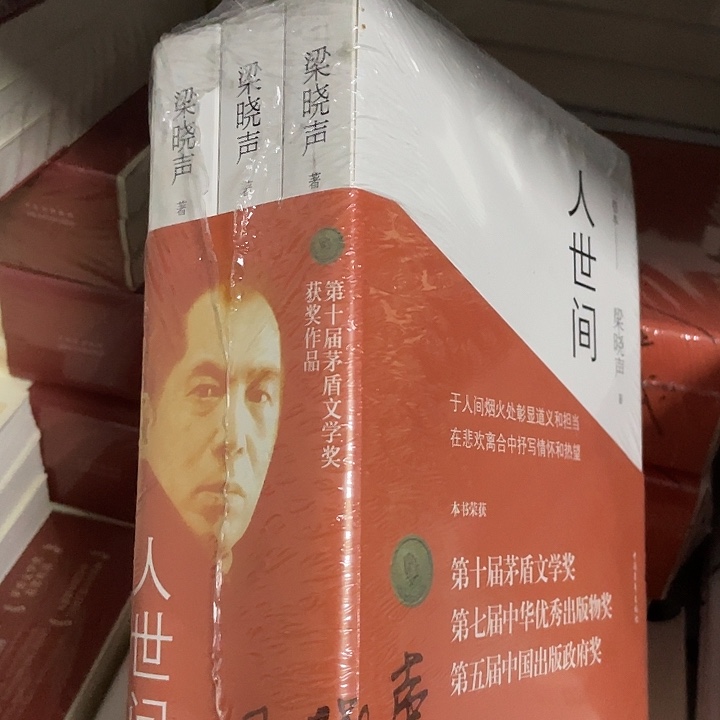 梁晓声
著
梁晓声
著
梁晓声
著
第十届茅盾文学奖
获奖作品
人世间
人世间
梁晓声
著
于人间烟火处彰显道义和担当
在悲欢离合中抒写情怀和热望
本书荣获
第十届茅盾文学奖
第七届中华优秀出版物奖
第五届中国出版政府奖